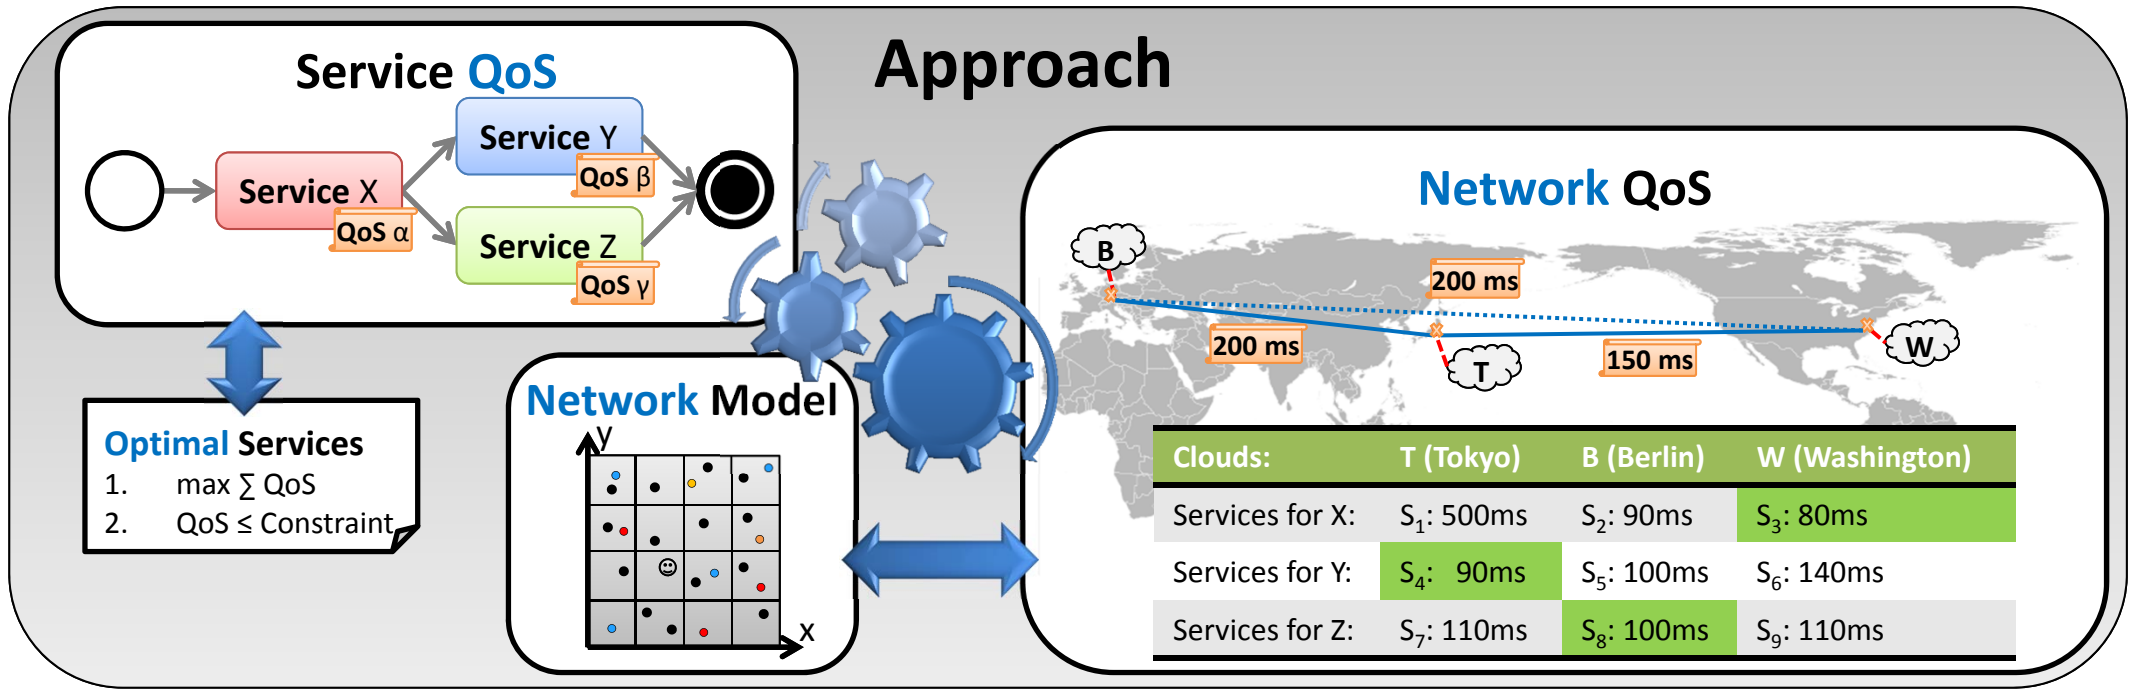 Approach
Service QoS
Service X
QoS α
Service Y
QoS β
Service Z
QoS γ
Optimal Services
1. max ∑ QoS
2. QoS ≤ Constraint
Network Model
y
x
Network QoS
B
T
W
200 ms
200 ms
150 ms
Clouds: T (Tokyo) B (Berlin) W (Washington)
Services for X: S1: 500ms S2: 90ms S3: 80ms
Services for Y: S4: 90ms S5: 100ms S6: 140ms
Services for Z: S7: 110ms S8: 100ms S9: 110ms